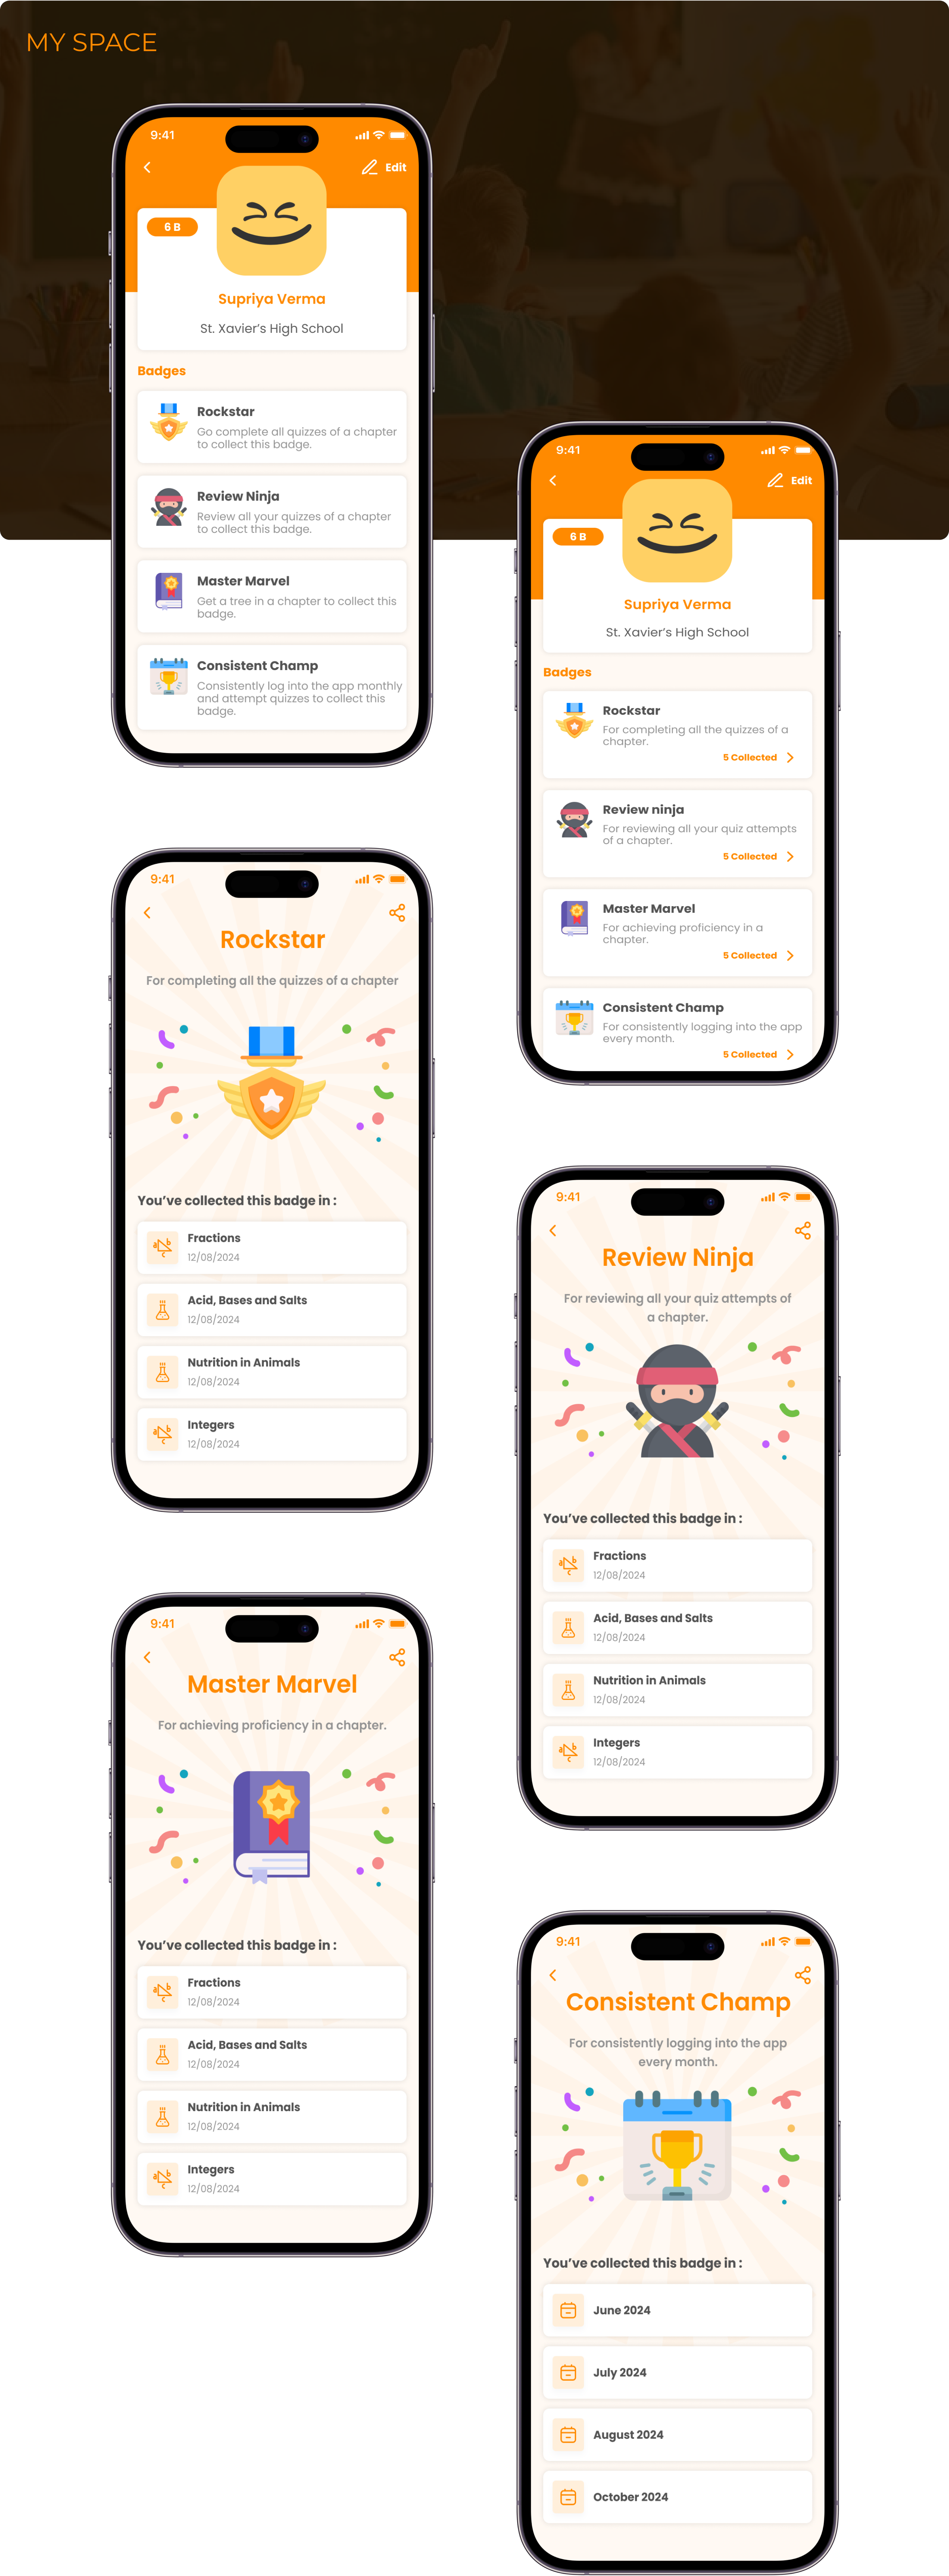 MY SPACE
9:41
Edit
6 B
Supriya Verma
St. Xavier’s High School
Badges
Rockstar
Go complete all quizzes of a chapter
to collect this badge.
Review Ninja
Review all your quizzes of a chapter
to collect this badge.
Master Marvel
Get a tree in a chapter to collect this
badge.
Consistent Champ
Consistently log into the app monthly
and attempt quizzes to collect this
badge.
9:41
Edit
6 B
Supriya Verma
St. Xavier’s High School
Badges
Rockstar
For completing all the quizzes of a
chapter.
5 Collected
Review ninja
For reviewing all your quiz attempts
of a chapter.
5 Collected
Master Marvel
For achieving proficiency in a
chapter.
5 Collected
Consistent Champ
For consistently logging into the app
every month.
5 Collected
9:41
Rockstar
For completing all the quizzes of a chapter
You’ve collected this badge in :
Fractions
12/08/2024
Acid, Bases and Salts
12/08/2024
Nutrition in Animals
12/08/2024
Integers
12/08/2024
9:41
Review Ninja
For reviewing all your quiz attempts of
a chapter.
You’ve collected this badge in :
Fractions
12/08/2024
Acid, Bases and Salts
12/08/2024
Nutrition in Animals
12/08/2024
Integers
12/08/2024
9:41
Master Marvel
For achieving proficiency in a chapter.
You’ve collected this badge in :
Fractions
12/08/2024
Acid, Bases and Salts
12/08/2024
Nutrition in Animals
12/08/2024
Integers
12/08/2024
9:41
Consistent Champ
For consistently logging into the app
every month.
You’ve collected this badge in :
June 2024
July 2024
August 2024
October 2024